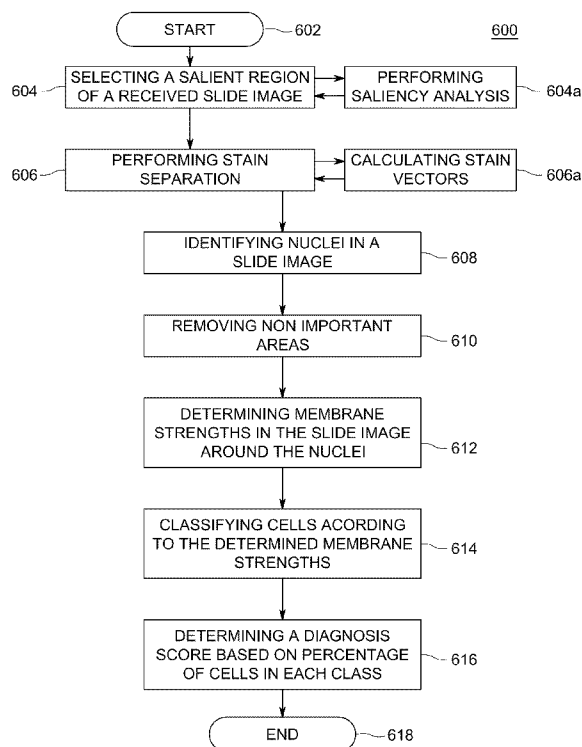 START
602
600
604
SELECTING A SALIENT REGION
OF A RECEIVED SLIDE IMAGE
PERFORMING
SALIENCY ANALYSIS
604a
606
PERFORMING STAIN
SEPARATION
CALCULATING STAIN
VECTORS
606a
IDENTIFYING NUCLEI IN A
SLIDE IMAGE
608
REMOVING NON IMPORTANT
AREAS
610
DETERMINING MEMBRANE
STRENGTHS IN THE SLIDE IMAGE
AROUND THE NUCLEI
612
CLASSIFYING CELLS ACORDING
TO THE DETERMINED MEMBRANE
STRENGTHS
614
DETERMINING A DIAGNOSIS
SCORE BASED ON PERCENTAGE
OF CELLS IN EACH CLASS
616
END
618